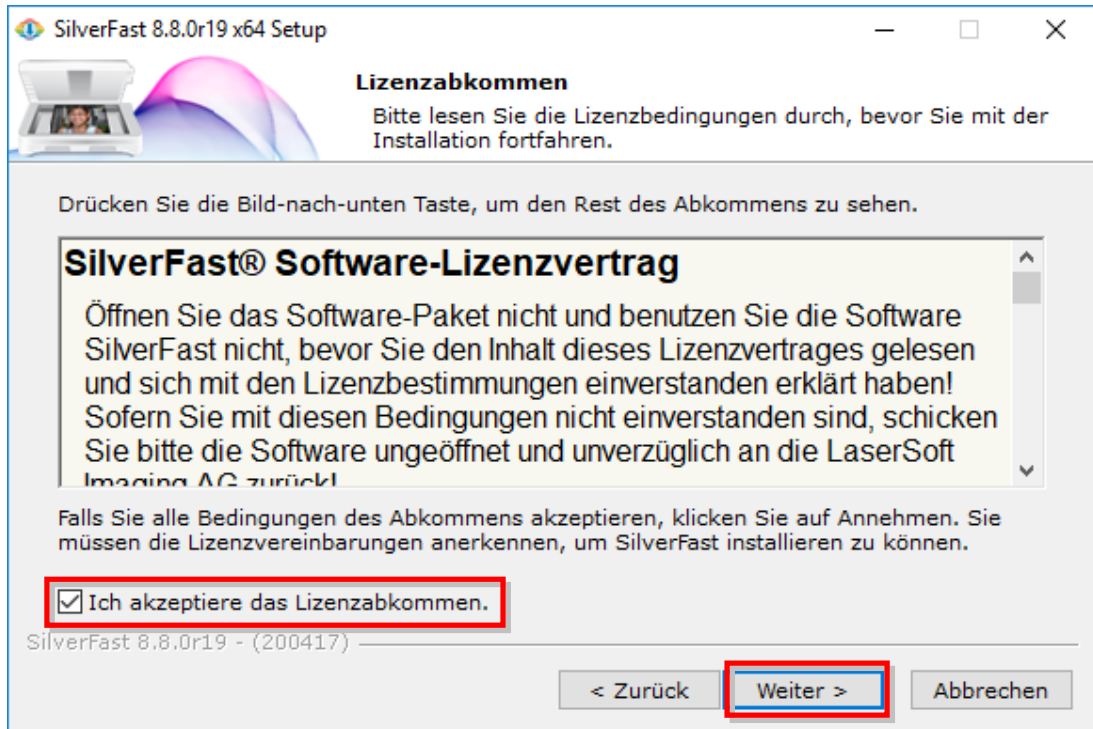 SilverFast 8.8.0r19 x64 Setup
Lizenzabkommen
Bitte lesen Sie die Lizenzbedingungen durch, bevor Sie mit der
Installation fortfahren.
Drücken Sie die Bild-nach-unten Taste, um den Rest des Abkommens zu sehen.
SilverFast® Software-Lizenzvertrag
Öffnen Sie das Software-Paket nicht und benutzen Sie die Software
SilverFast nicht, bevor Sie den Inhalt dieses Lizenzvertrages gelesen
und sich mit den Lizenzbestimmungen einverstanden erklärt haben!
Sofern Sie mit diesen Bedingungen nicht einverstanden sind, schicken
Sie bitte die Software ungeöffnet und unverzüglich an die LaserSoft
Imaging AG zurück!
Falls Sie alle Bedingungen des Abkommens akzeptieren, klicken Sie auf Annehmen. Sie
müssen die Lizenzvereinbarungen anerkennen, um SilverFast installieren zu können.
Ich akzeptiere das Lizenzabkommen.
SilverFast 8.8.0r19 - (200417)
< Zurück Weiter > Abbrechen